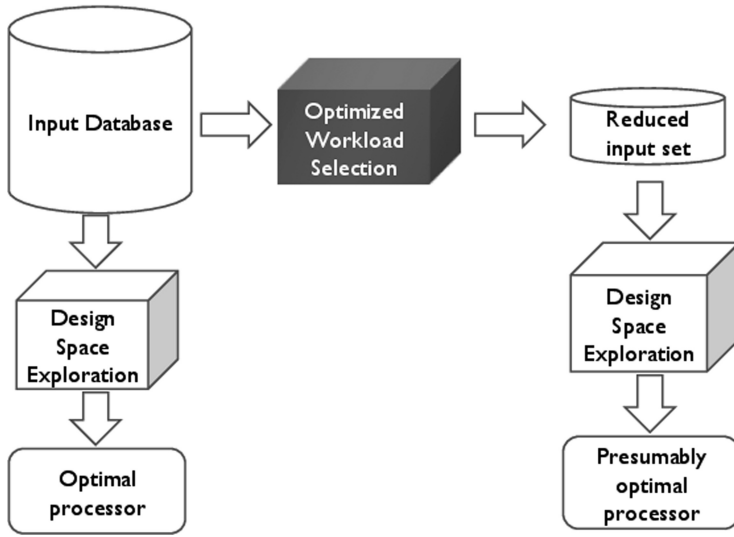 Input Database
Optimized
Workload
Selection
Reduced
input set
Design
Space
Exploration
Design
Space
Exploration
Optimal
processor
Presumably
optimal
processor